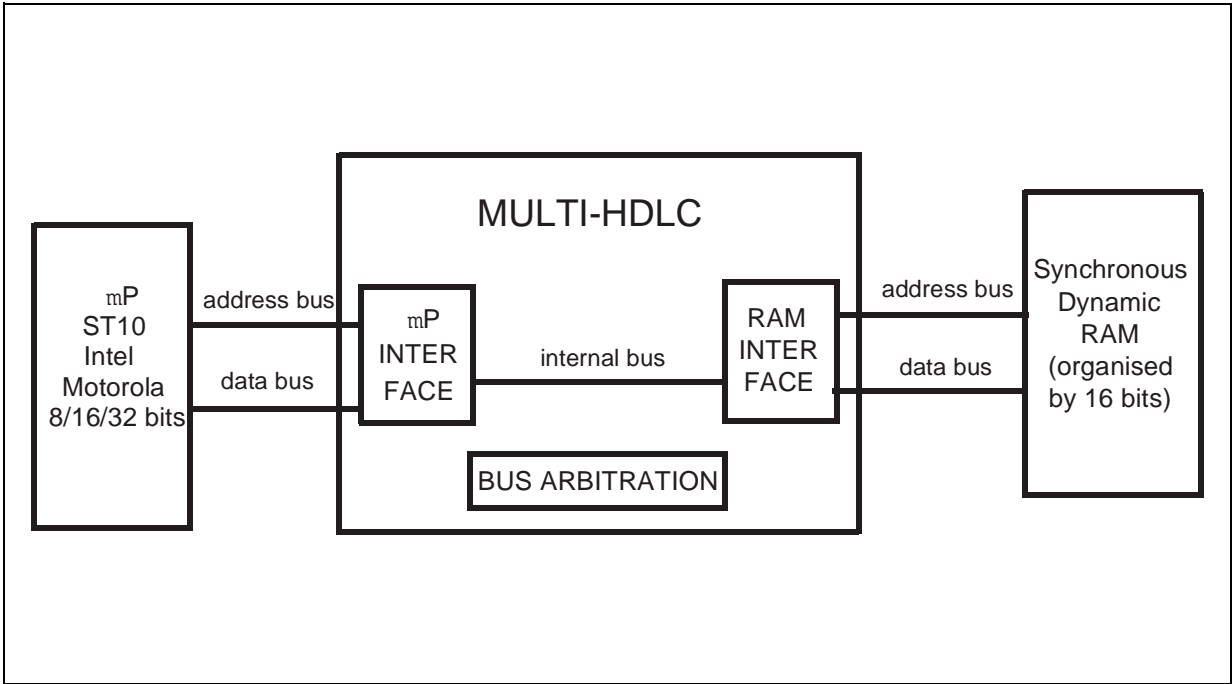 MULTI-HDLC
mP
ST10
Intel
Motorola
8/16/32 bits
address bus
data bus
mP
INTER
FACE
internal bus
BUS ARBITRATION
RAM
INTER
FACE
address bus
data bus
Synchronous
Dynamic
RAM
(organised
by 16 bits)